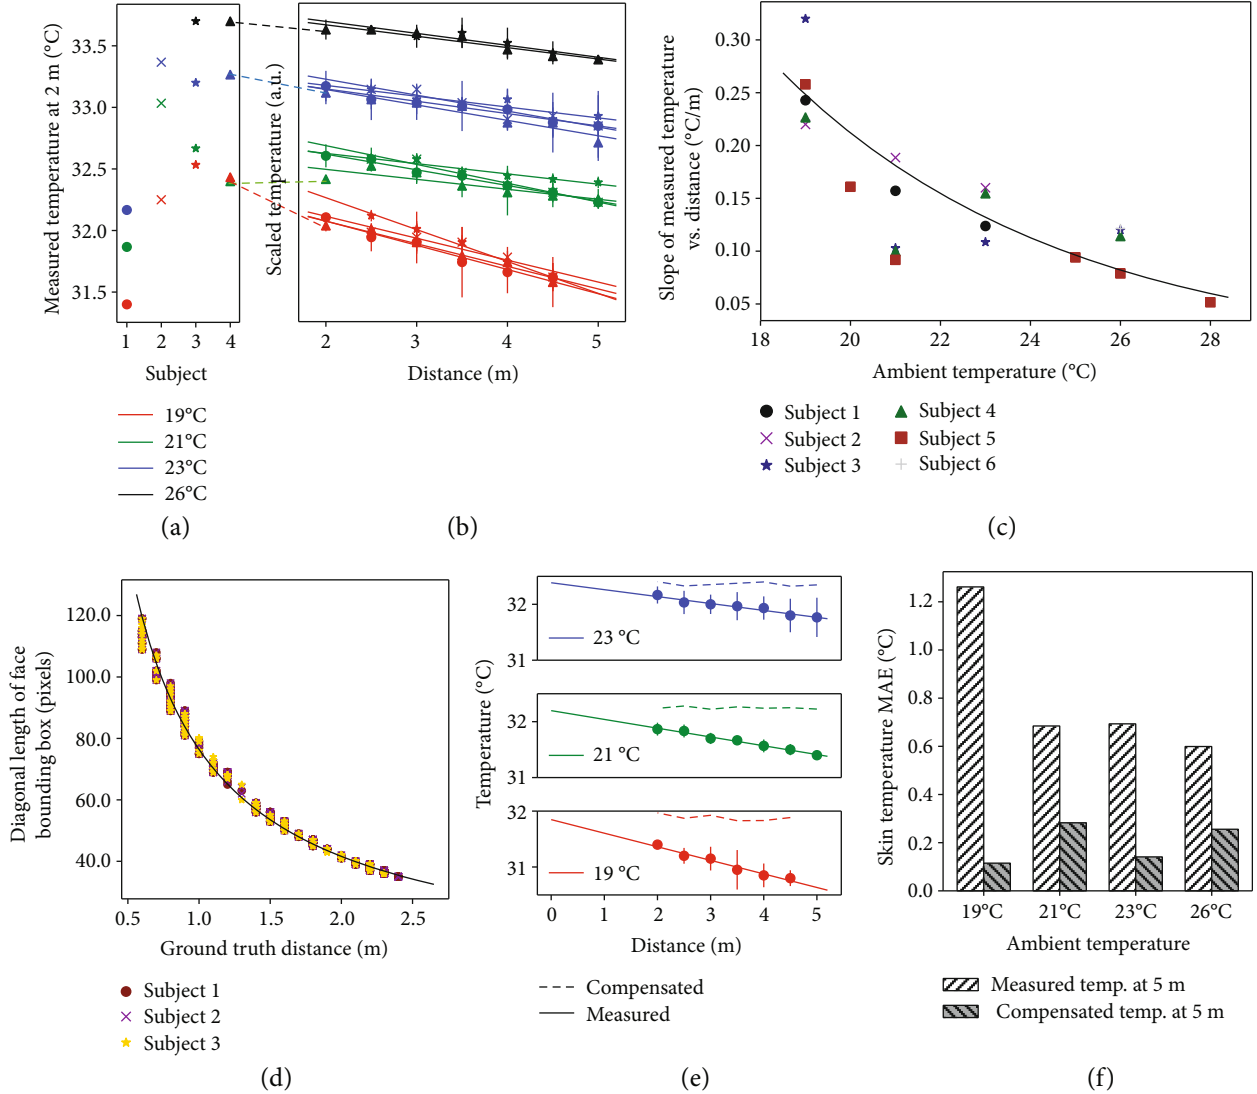 Measured temperature at 2 m (°C)
33.5
33.0
32.5
32.0
31.5
1 2 3 4
Subject
Scaled temperature (a.u.)
2 3 4 5
Distance (m)
19°C
21°C
23°C
26°C
(a)
(b)
Slope of measured temperature
vs. distance (°C/m)
0.30
0.25
0.20
0.15
0.10
0.05
18 20 22 24 26 28
Ambient temperature (°C)
Subject 1
Subject 2
Subject 3
Subject 4
Subject 5
Subject 6
(c)
Diagonal length of face
bounding box (pixels)
120.0
100.0
80.0
60.0
40.0
0.5 1.0 1.5 2.0 2.5
Ground truth distance (m)
Subject 1
Subject 2
Subject 3
(d)
Temperature (°C)
32
31
23 °C
32
31
21 °C
32
31
19 °C
0 1 2 3 4 5
Distance (m)
Compensated
Measured
(e)
Skin temperature MAE (°C)
1.2
1.0
0.8
0.6
0.4
0.2
0.0
19°C 21°C 23°C 26°C
Ambient temperature
Measured temp. at 5 m
Compensated temp. at 5 m
(f)